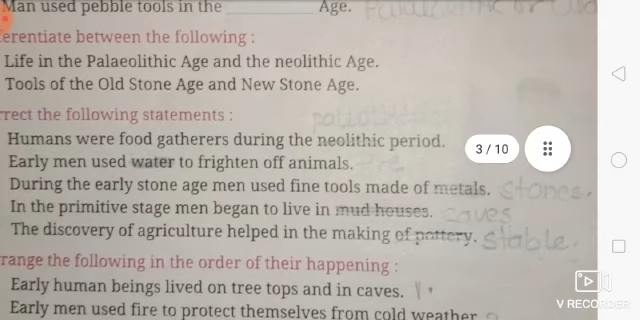 Man used pebble tools in the __________ Age.
erentiate between the following :
Life in the Palaeolithic Age and the neolithic Age.
Tools of the Old Stone Age and New Stone Age.
rrect the following statements :
Humans were food gatherers during the neolithic period.
Early men used water to frighten off animals.
During the early stone age men used fine tools made of metals. Stones.
In the primitive stage men began to live in mud houses. caves
The discovery of agriculture helped in the making of pottery. Stable.
range the following in the order of their happening :
Early human beings lived on tree tops and in caves. 1
Early men used fire to protect themselves from cold weather.
3 / 10
V RECORDER